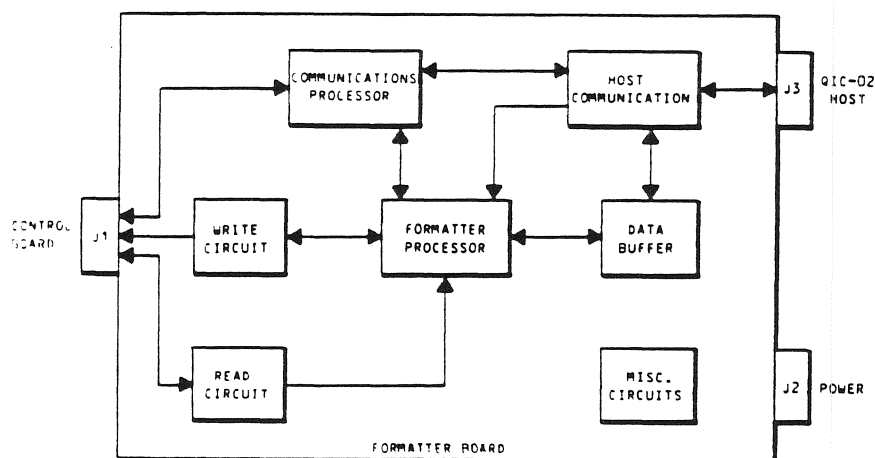 COMMUNICATIONS
PROCESSOR
HOST
COMMUNICATION
J3
QIC-02
HOST
CONTROL
BOARD
J1
WRITE
CIRCUIT
FORMATTER
PROCESSOR
DATA
BUFFER
READ
CIRCUIT
MISC.
CIRCUITS
J2
POWER
FORMATTER BOARD